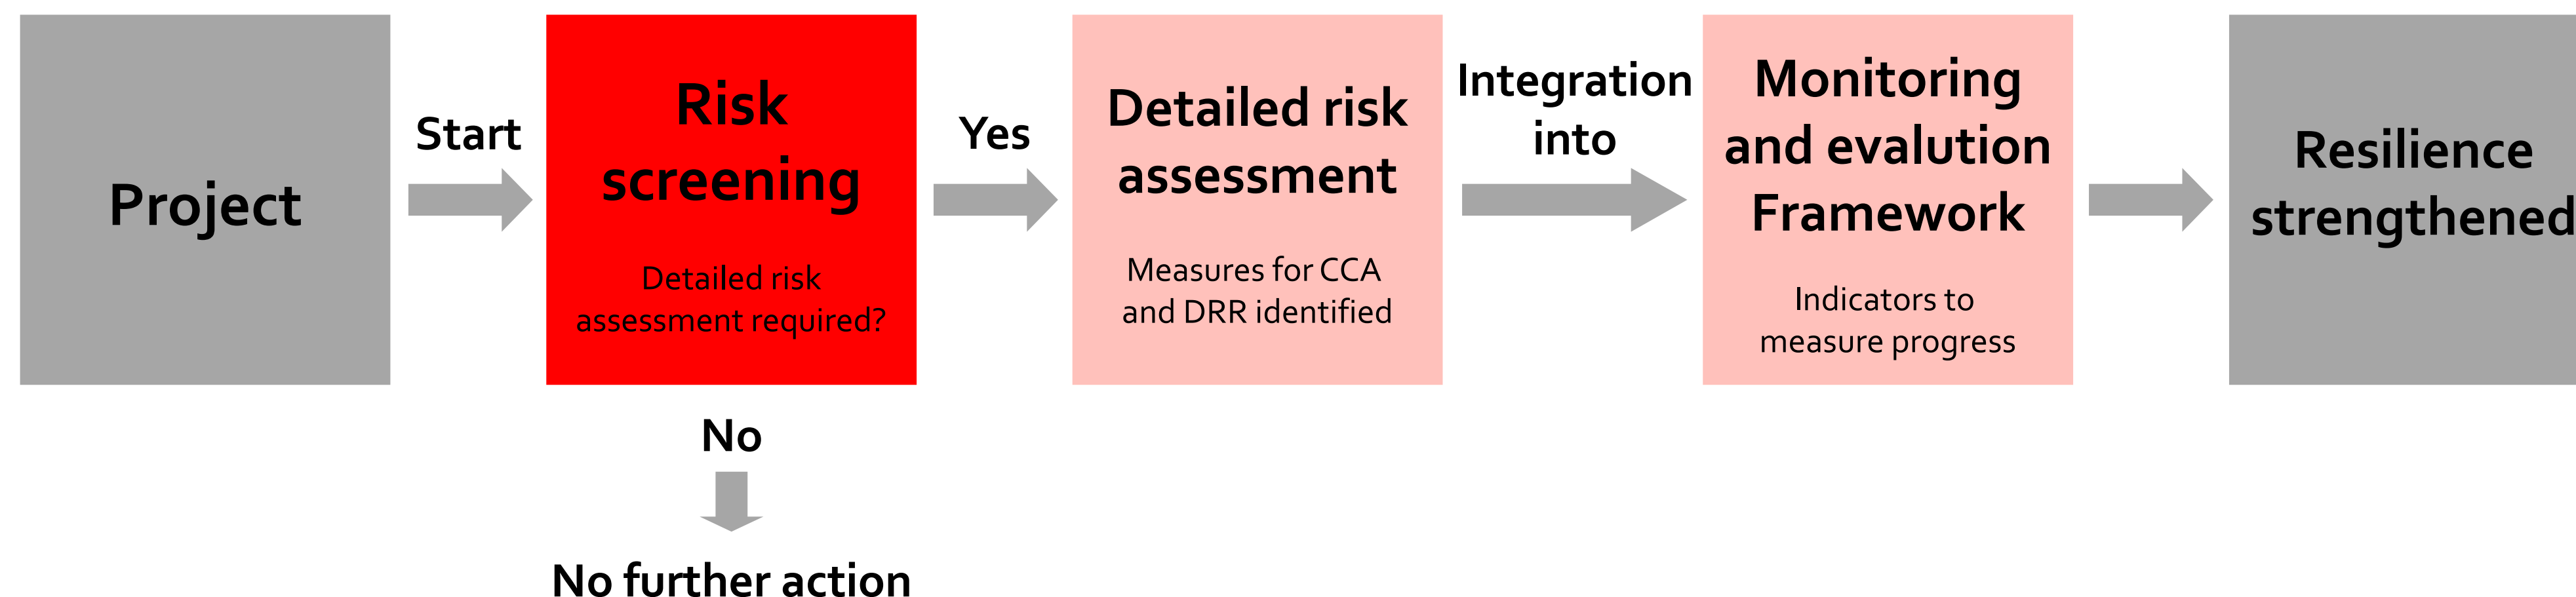 Project
Start
Risk
screening
Detailed risk
assessment required?
No
No further action
Yes
Detailed risk
assessment
Measures for CCA
and DRR identified
Integration
into
Monitoring
and evalution
Framework
Indicators to
measure progress
Resilience
strengthened